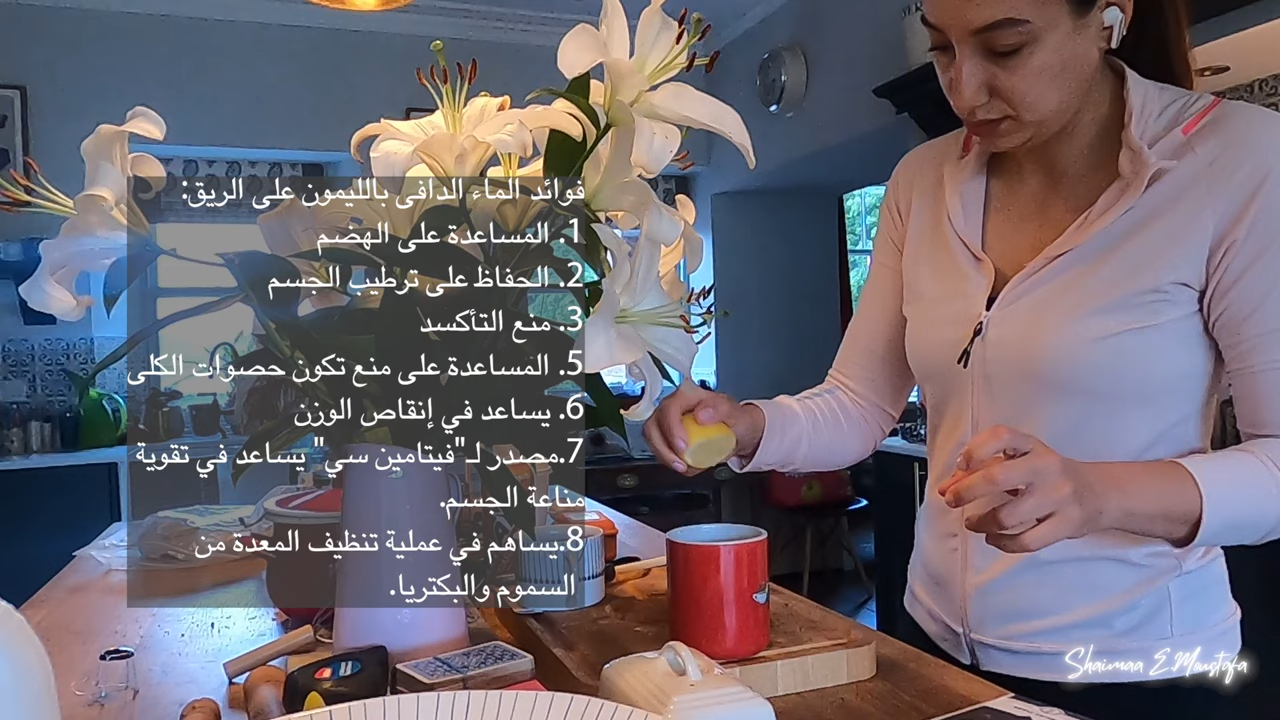 فوائد الماء الدافى بالليمون على الريق:
1. المساعدة على الهضم
2. الحفاظ على ترطيب الجسم
3. منع التأكسد
5. المساعدة على منع تكون حصوات الكلى
6. يساعد في إنقاص الوزن
7.مصدر لـ"فيتامين سي" يساعد في تقوية
مناعة الجسم.
8.يساهم في عملية تنظيف المعدة من
السموم والبكتريا.
Shaimaa E.Moustafa